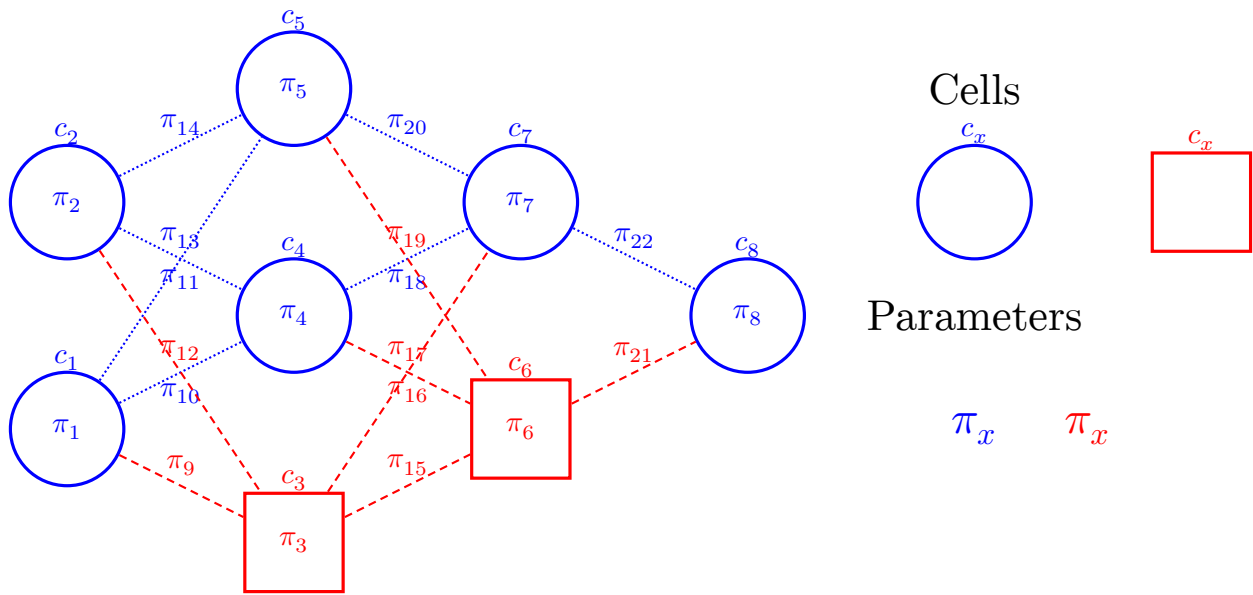 c₅
π₅
π₁₄ π₂₀
c₂ c₇
π₂ π₇
π₁₃ π₁₉ π₂₂
c₄ c₈
π₁₁ π₁₈
π₄ π₈
π₁₂ π₁₇ π₂₁
c₁ c₆
π₁₀ π₁₆
π₁ π₆
π₉ π₁₅
c₃
π₃
Cells
cₓ cₓ
Parameters
πₓ πₓ